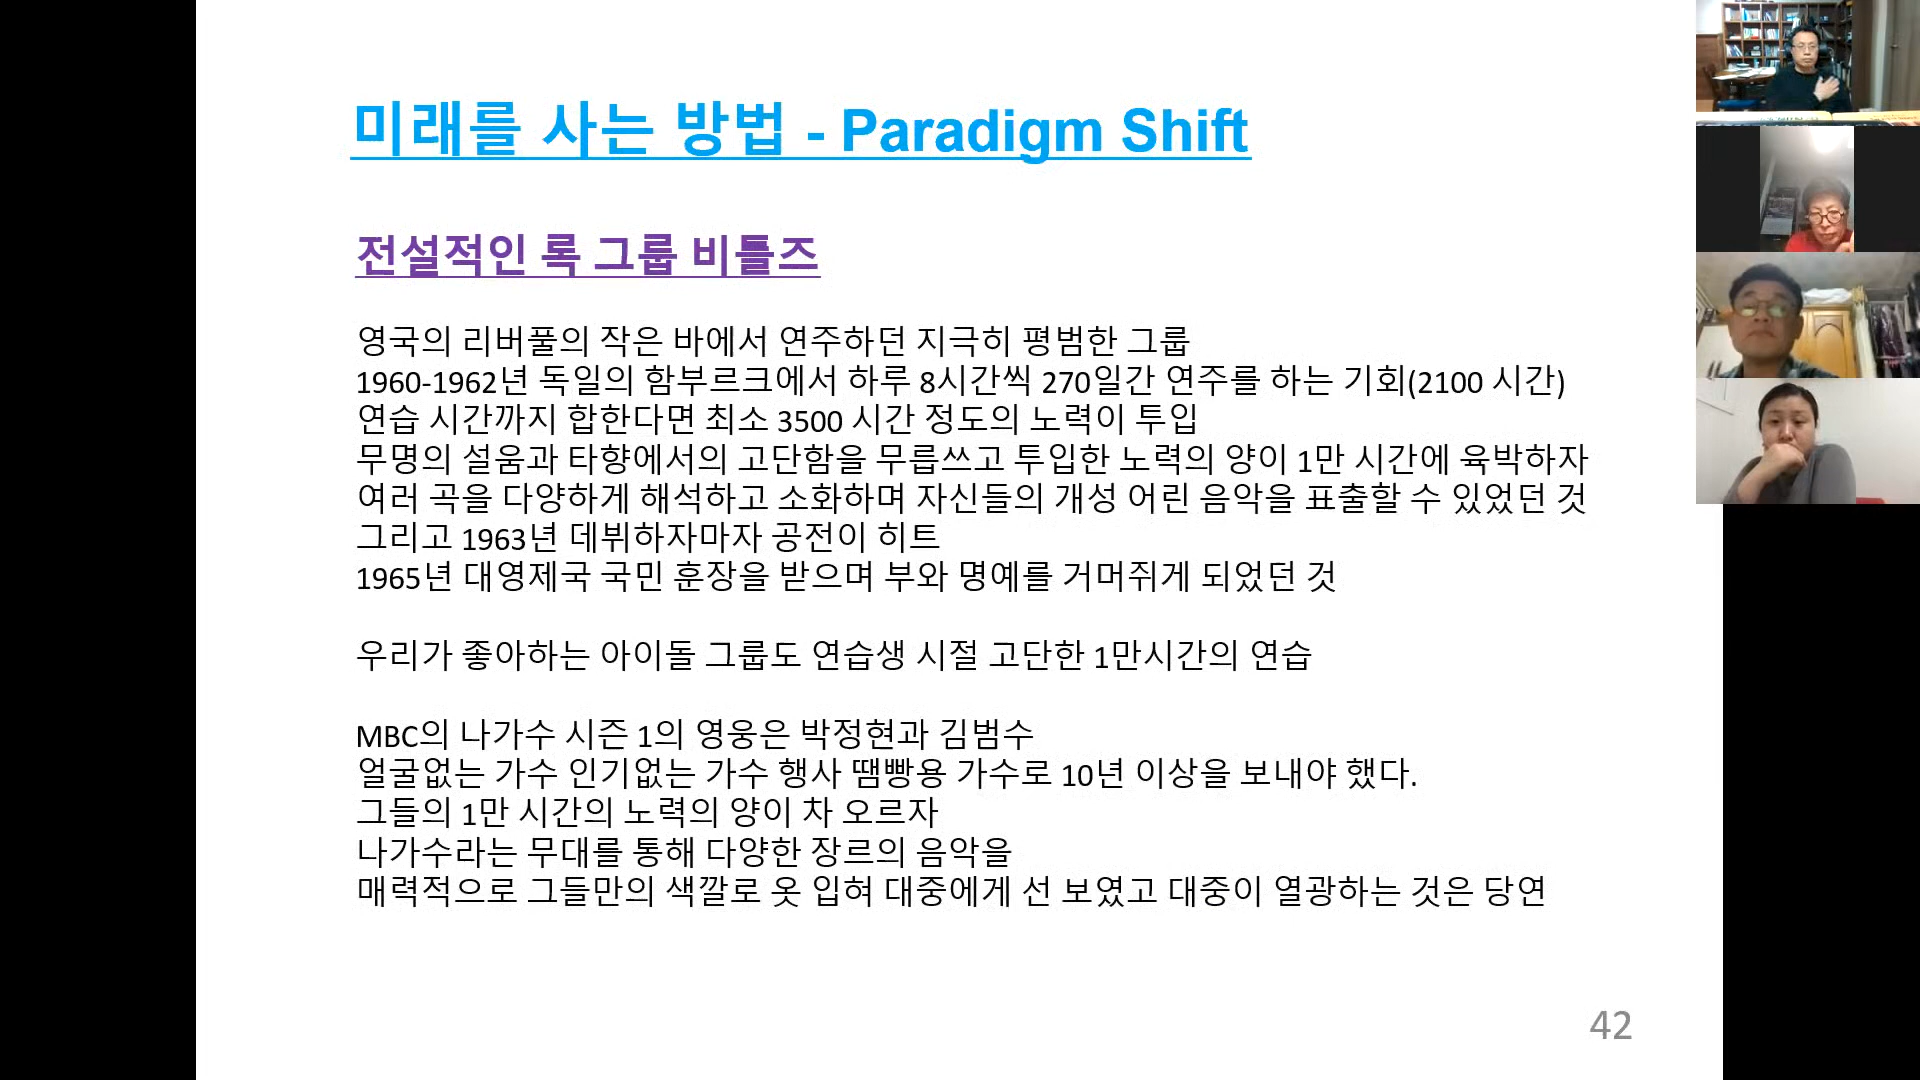 미래를 사는 방법 - Paradigm Shift
전설적인 록 그룹 비틀즈
영국의 리버풀의 작은 바에서 연주하던 지극히 평범한 그룹
1960-1962년 독일의 함부르크에서 하루 8시간씩 270일간 연주를 하는 기회(2100 시간)
연습 시간까지 합한다면 최소 3500 시간 정도의 노력이 투입
무명의 설움과 타향에서의 고단함을 무릅쓰고 투입한 노력의 양이 1만 시간에 육박하자
여러 곡을 다양하게 해석하고 소화하며 자신들의 개성 어린 음악을 표출할 수 있었던 것
그리고 1963년 데뷔하자마자 공전이 히트
1965년 대영제국 국민 훈장을 받으며 부와 명예를 거머쥐게 되었던 것
우리가 좋아하는 아이돌 그룹도 연습생 시절 고단한 1만시간의 연습
MBC의 나가수 시즌 1의 영웅은 박정현과 김범수
얼굴없는 가수 인기없는 가수 행사 땜빵용 가수로 10년 이상을 보내야 했다.
그들의 1만 시간의 노력의 양이 차 오르자
나가수라는 무대를 통해 다양한 장르의 음악을
매력적으로 그들만의 색깔로 옷 입혀 대중에게 선 보였고 대중이 열광하는 것은 당연
42